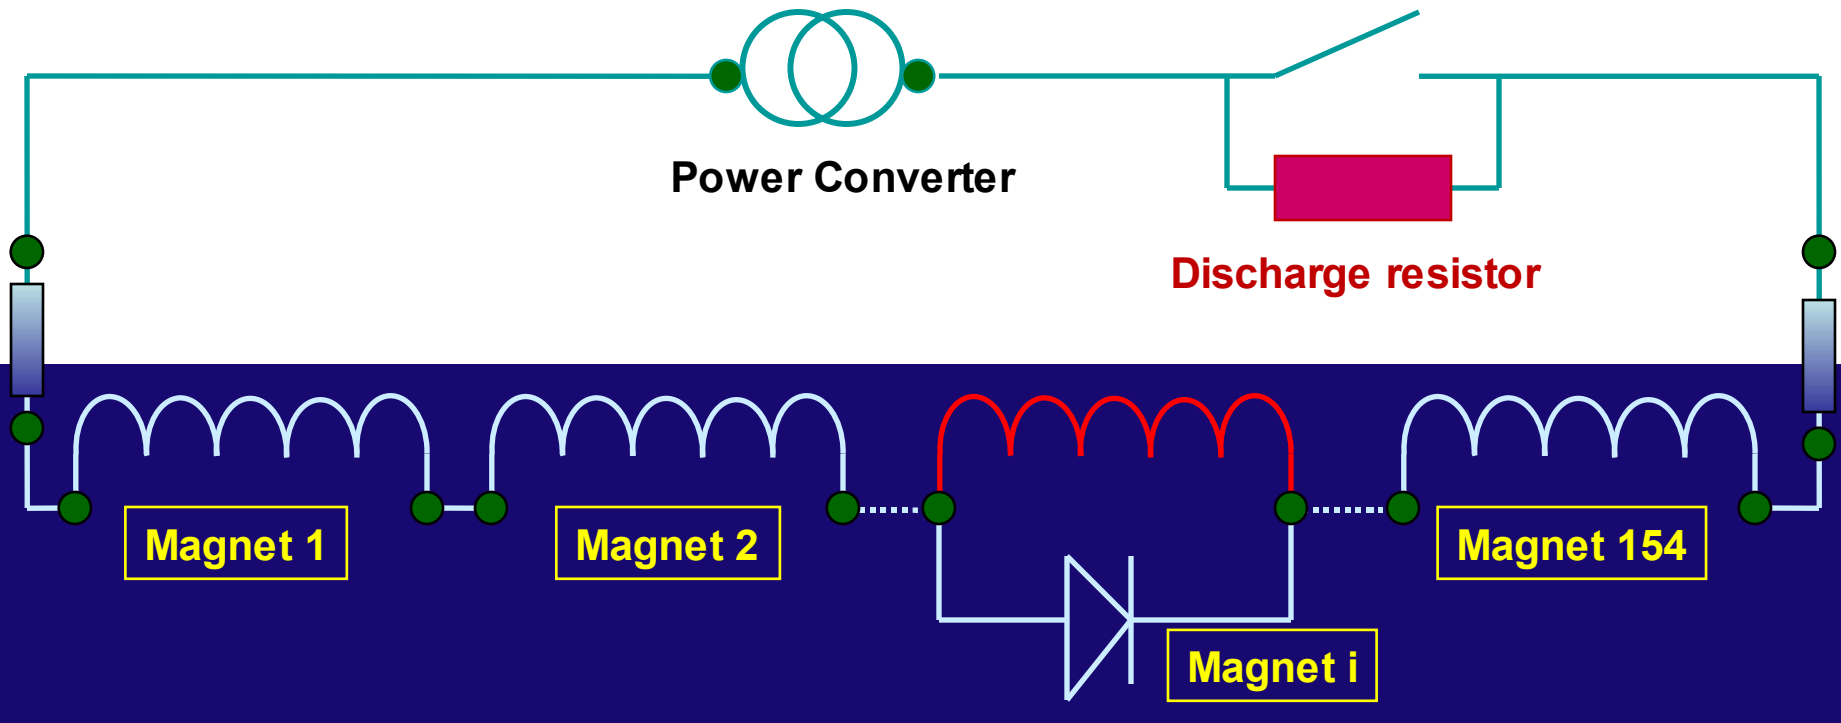 Power Converter
Discharge resistor
Magnet 1
Magnet 2
Magnet 154
Magnet i